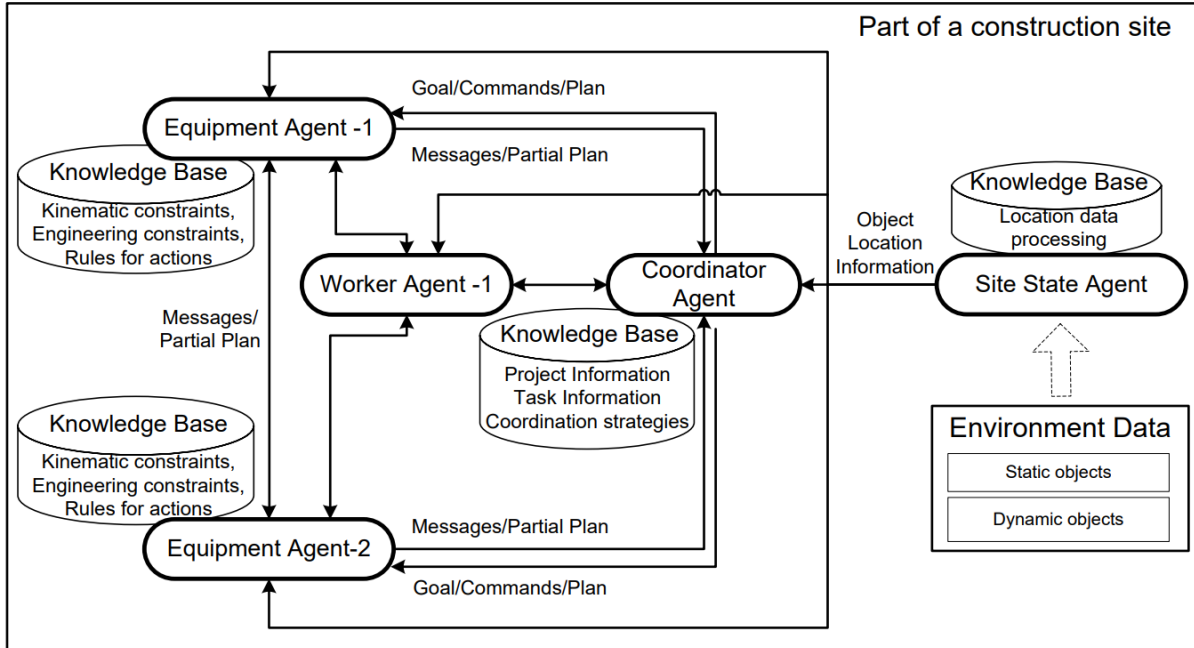 Part of a construction site
Goal/Commands/Plan
Equipment Agent -1
Messages/Partial Plan
Knowledge Base
Kinematic constraints,
Engineering constraints,
Rules for actions
Knowledge Base
Location data
processing
Object
Location
Information
Worker Agent -1
Coordinator
Agent
Site State Agent
Messages/
Partial Plan
Knowledge Base
Project Information
Task Information
Coordination strategies
Knowledge Base
Kinematic constraints,
Engineering constraints,
Rules for actions
Environment Data
Static objects
Dynamic objects
Messages/Partial Plan
Equipment Agent-2
Goal/Commands/Plan